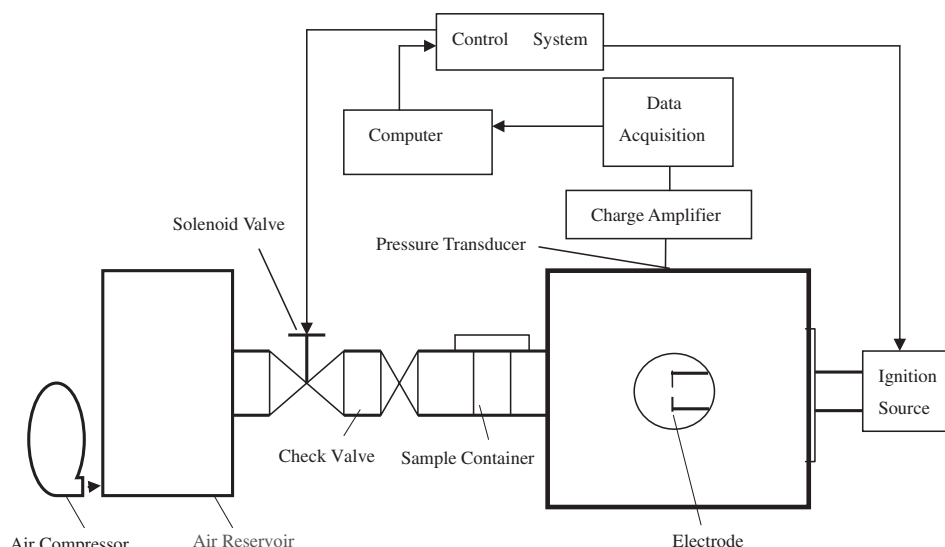 Control System
Data
Acquisition
Computer
Charge Amplifier
Solenoid Valve
Pressure Transducer
Ignition
Source
Check Valve
Sample Container
Air Compressor
Air Reservoir
Electrode